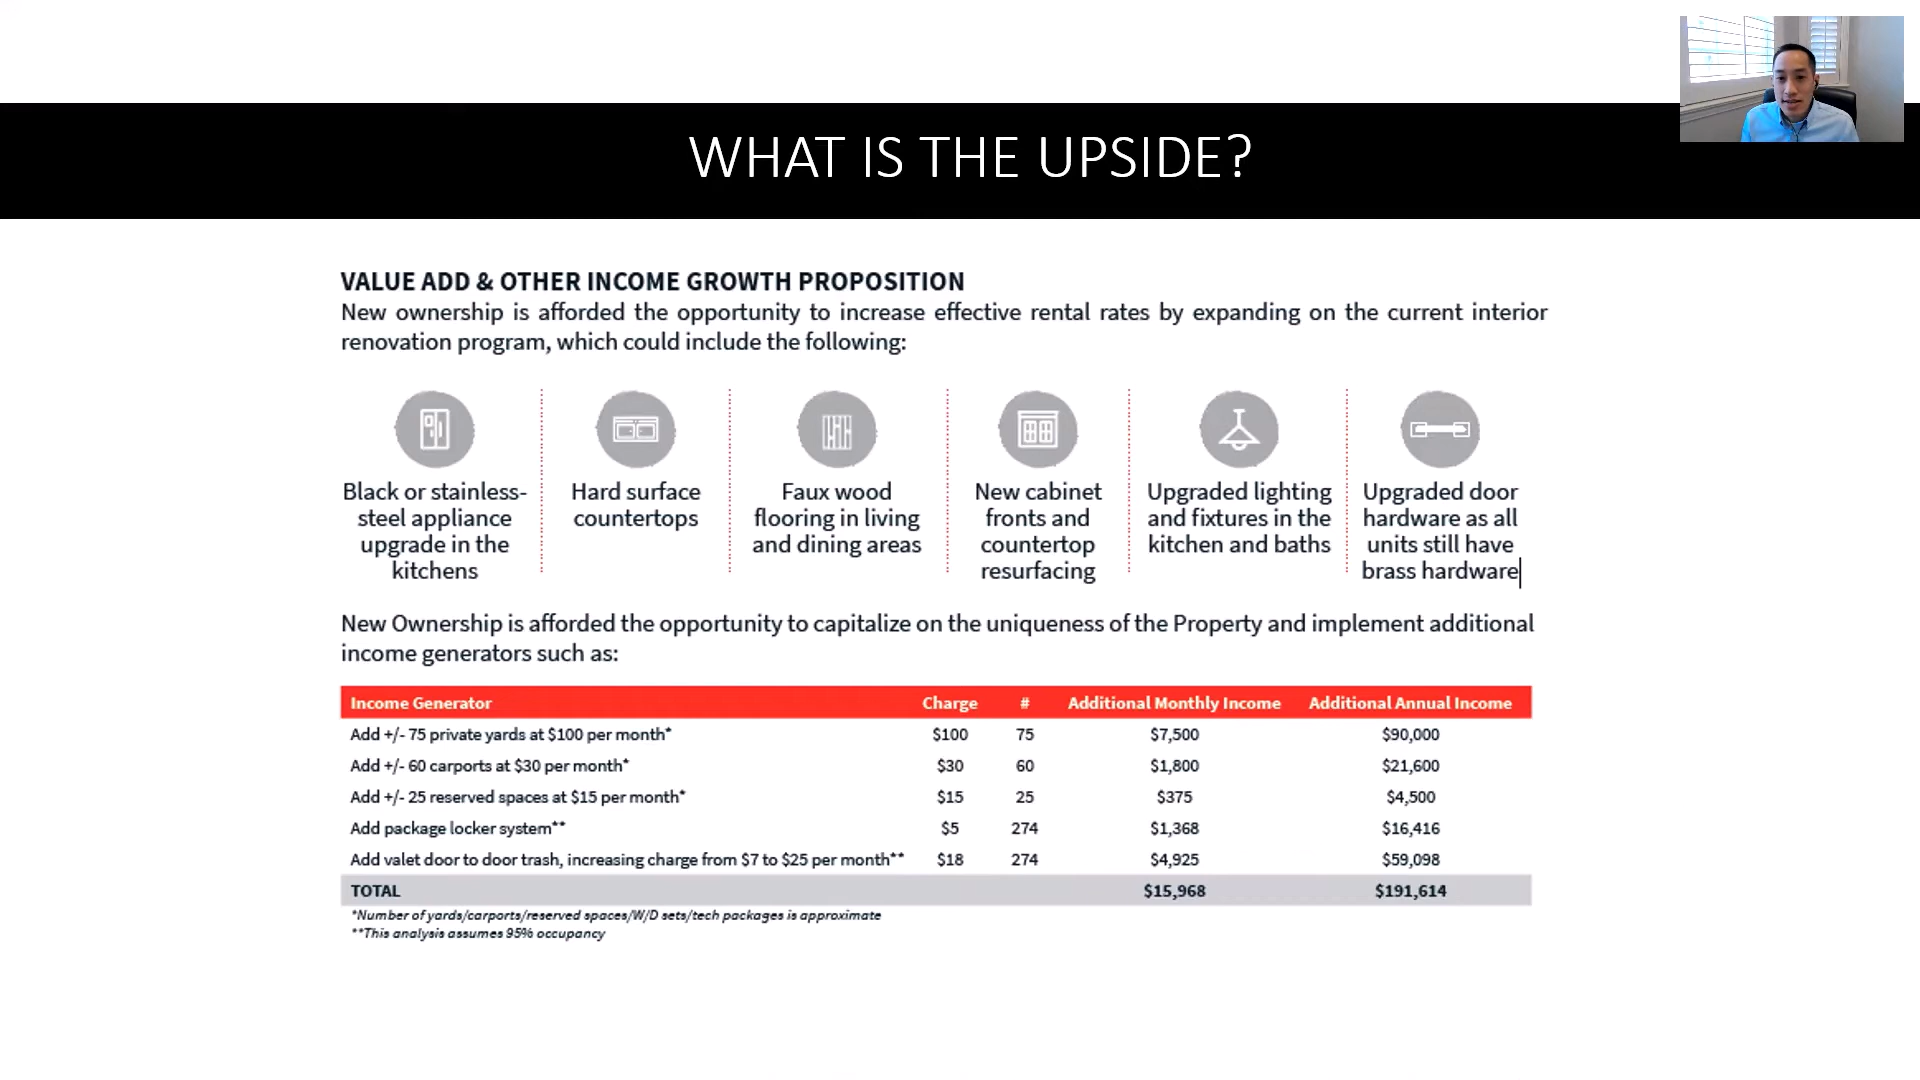 WHAT IS THE UPSIDE?
VALUE ADD & OTHER INCOME GROWTH PROPOSITION
New ownership is afforded the opportunity to increase effective rental rates by expanding on the current interior
renovation program, which could include the following:
Black or stainless-
steel appliance
upgrade in the
kitchens
Hard surface
countertops
Faux wood
flooring in living
and dining areas
New cabinet
fronts and
countertop
resurfacing
Upgraded lighting
and fixtures in the
kitchen and baths
Upgraded door
hardware as all
units still have
brass hardware
New Ownership is afforded the opportunity to capitalize on the uniqueness of the Property and implement additional
income generators such as:
Income Generator Charge # Additional Monthly Income Additional Annual Income
Add +/- 75 private yards at $100 per month* $100 75 $7,500 $90,000
Add +/- 60 carports at $30 per month* $30 60 $1,800 $21,600
Add +/- 25 reserved spaces at $15 per month* $15 25 $375 $4,500
Add package locker system** $5 274 $1,368 $16,416
Add valet door to door trash, increasing charge from $7 to $25 per month** $18 274 $4,925 $59,098
TOTAL $15,968 $191,614
*Number of yards/carports/reserved spaces/W/D sets/tech packages is approximate
**This analysis assumes 95% occupancy